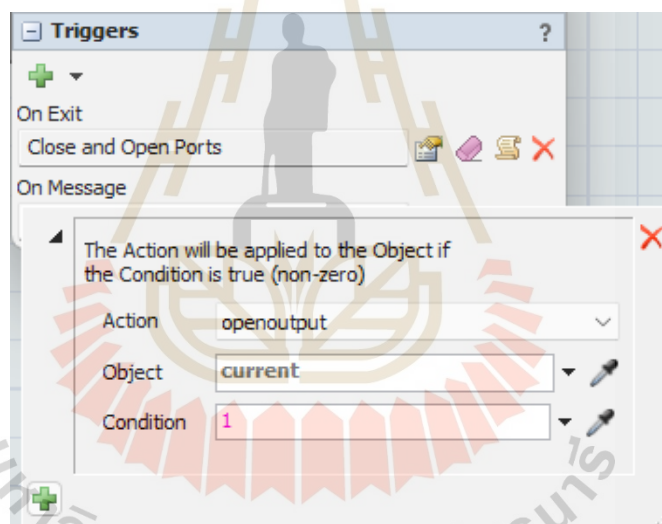 Triggers ?
On Exit
Close and Open Ports
On Message
The Action will be applied to the Object if
the Condition is true (non-zero)
Action openoutput
Object current
Condition 1